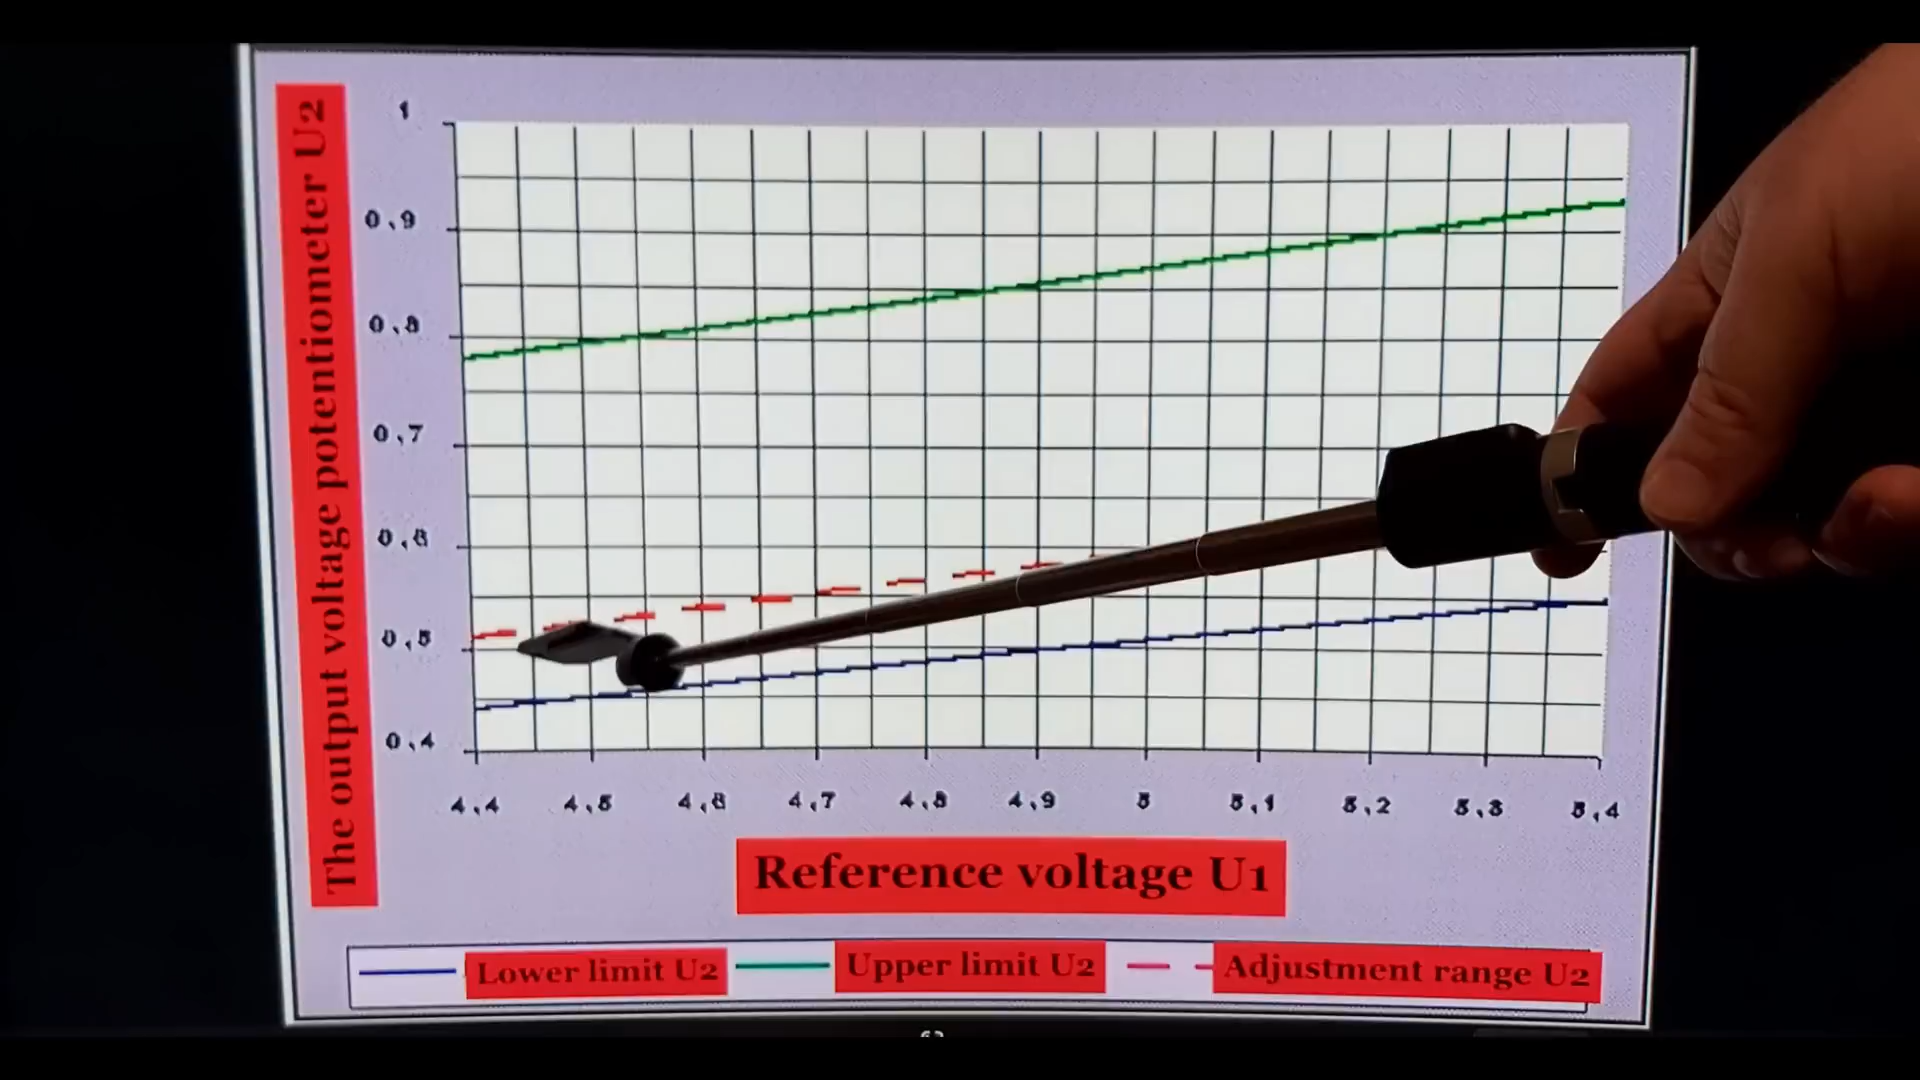 The output voltage potentiometer U2
1
0,9
0,8
0,7
0,6
0,5
0,4
4,4 4,5 4,6 4,7 4,8 4,9 5 5,1 5,2 5,3 5,4
Reference voltage U1
Lower limit U2 Upper limit U2 Adjustment range U2